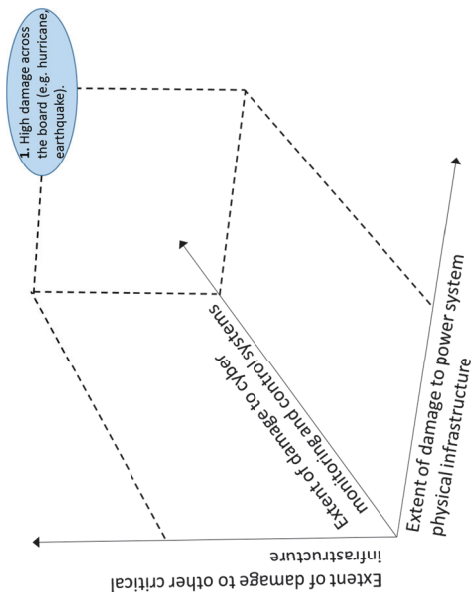 1. High damage across
the board (e.g. hurricane,
earthquake).
Extent of damage to cyber
monitoring and control systems
Extent of damage to power system
physical infrastructure
Extent of damage to other critical
infrastructure